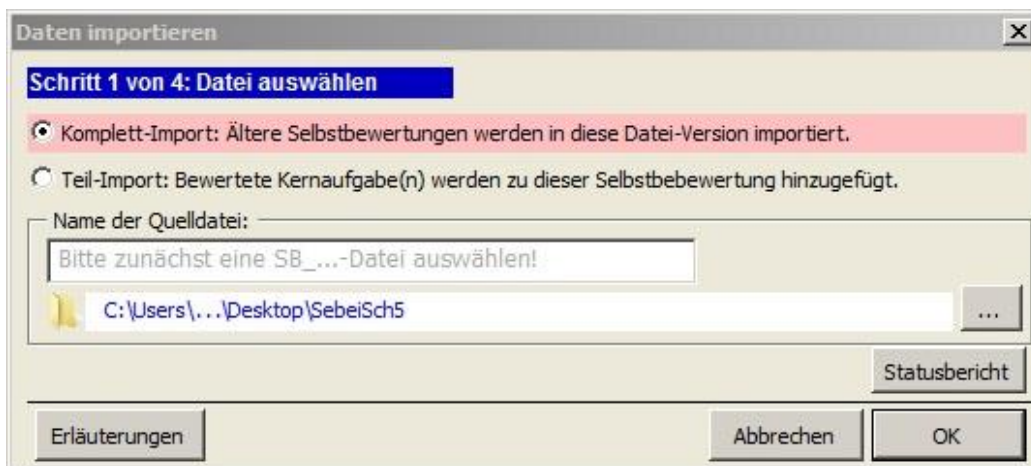 Daten importieren
Schritt 1 von 4: Datei auswählen
Komplett-Import: Ältere Selbstbewertungen werden in diese Datei-Version importiert.
Teil-Import: Bewertete Kernaufgabe(n) werden zu dieser Selbstbebewertung hinzugefügt.
Name der Quelldatei:
Bitte zunächst eine SB_...-Datei auswählen!
C:\Users\...\Desktop\SebeiSch5
...
Statusbericht
Erläuterungen
Abbrechen
OK